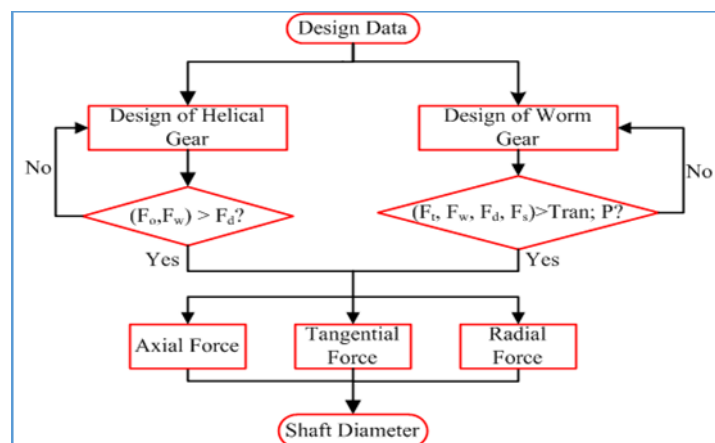 Design Data
Design of Helical
Gear
Design of Worm
Gear
No
No
(Fo,Fw) > Fd?
(Ft, Fw, Fd, Fs)>Tran; P?
Yes
Yes
Axial Force
Tangential
Force
Radial
Force
Shaft Diameter